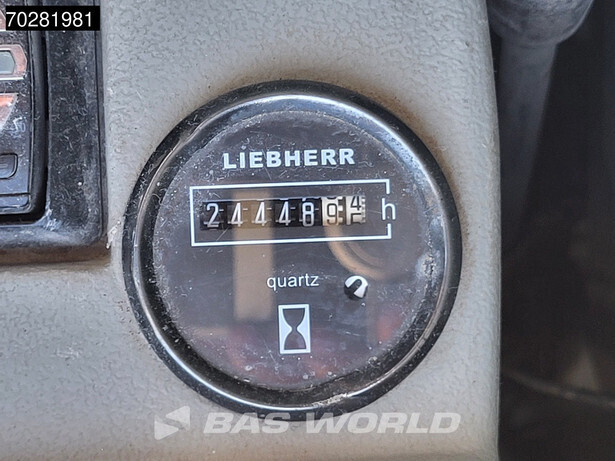 70281981
LIEBHERR
2444894 h
quartz
BAS WORLD